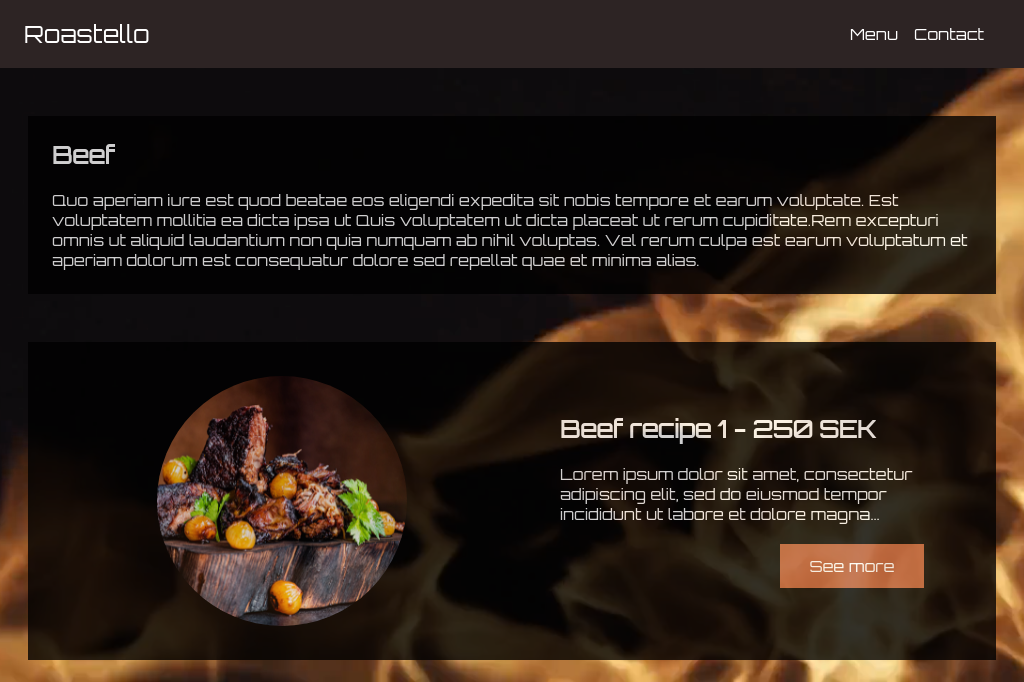 Roastello
Menu Contact
Beef
Quo aperiam iure est quod beatae eos eligendi expedita sit nobis tempore et earum voluptate. Est
voluptatem mollitia ea dicta ipsa ut Quis voluptatem ut dicta placeat ut rerum cupiditate.Rem excepturi
omnis ut aliquid laudantium non quia numquam ab nihil voluptas. Vel rerum culpa est earum voluptatum et
aperiam dolorum est consequatur dolore sed repellat quae et minima alias.
Beef recipe 1 - 250 SEK
Lorem ipsum dolor sit amet, consectetur
adipiscing elit, sed do eiusmod tempor
incididunt ut labore et dolore magna...
See more